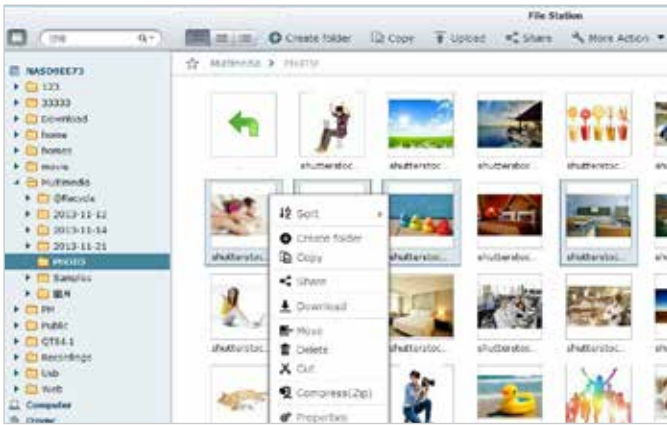 File Station
Create folder
Copy
Upload
Share
More Action
Multimedia > PHOTO
123
33333
Download
home
homes
movie
Multimedia
@Recycle
2013-11-12
2013-11-14
2013-11-21
PHOTO
Samples
PH
Public
QTS4.1
Recordings
Usb
Web
Computer
shutterstoc...
shutterstoc...
shutterstoc...
shutterstoc...
shutterstoc...
shutterstoc...
shutterstoc...
shutterstoc...
Sort
Create folder
Copy
Share
Download
Move
Delete
Cut
Compress(Zip)
Properties
shutterstoc...
shutterstoc...
shutterstoc...
shutterstoc...